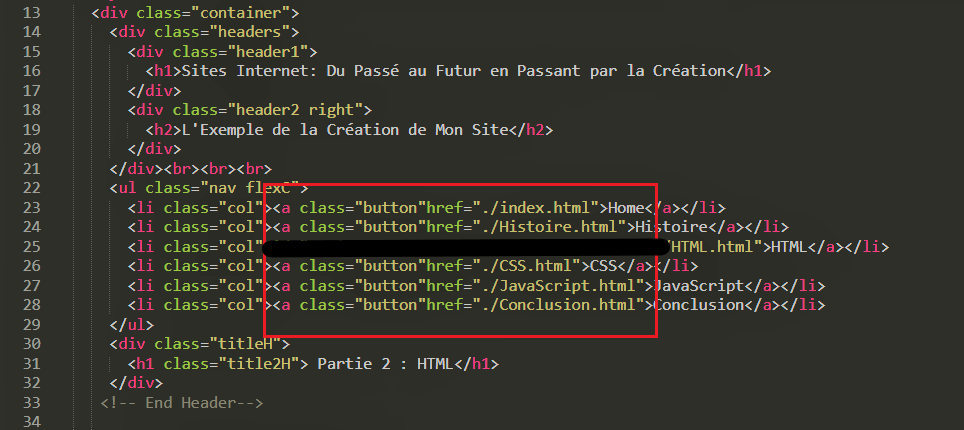 13 <div class="container">
14 <div class="headers">
15 <div class="header1">
16 <h1>Sites Internet: Du Passé au Futur en Passant par la Création</h1>
17 </div>
18 <div class="header2 right">
19 <h2>L'Exemple de la Création de Mon Site</h2>
20 </div>
21 </div><br><br><br>
22 <ul class="nav flexC">
23 <li class="col"><a class="button"href="./index.html">Home</a></li>
24 <li class="col"><a class="button"href="./Histoire.html">Histoire</a></li>
25 <li class="col" /HTML.html">HTML</a></li>
26 <li class="col"><a class="button"href="./CSS.html">CSS</a></li>
27 <li class="col"><a class="button"href="./JavaScript.html">JavaScript</a></li>
28 <li class="col"><a class="button"href="./Conclusion.html">Conclusion</a></li>
29 </ul>
30 <div class="titleH">
31 <h1 class="title2H"> Partie 2 : HTML</h1>
32 </div>
33 <!-- End Header-->
34